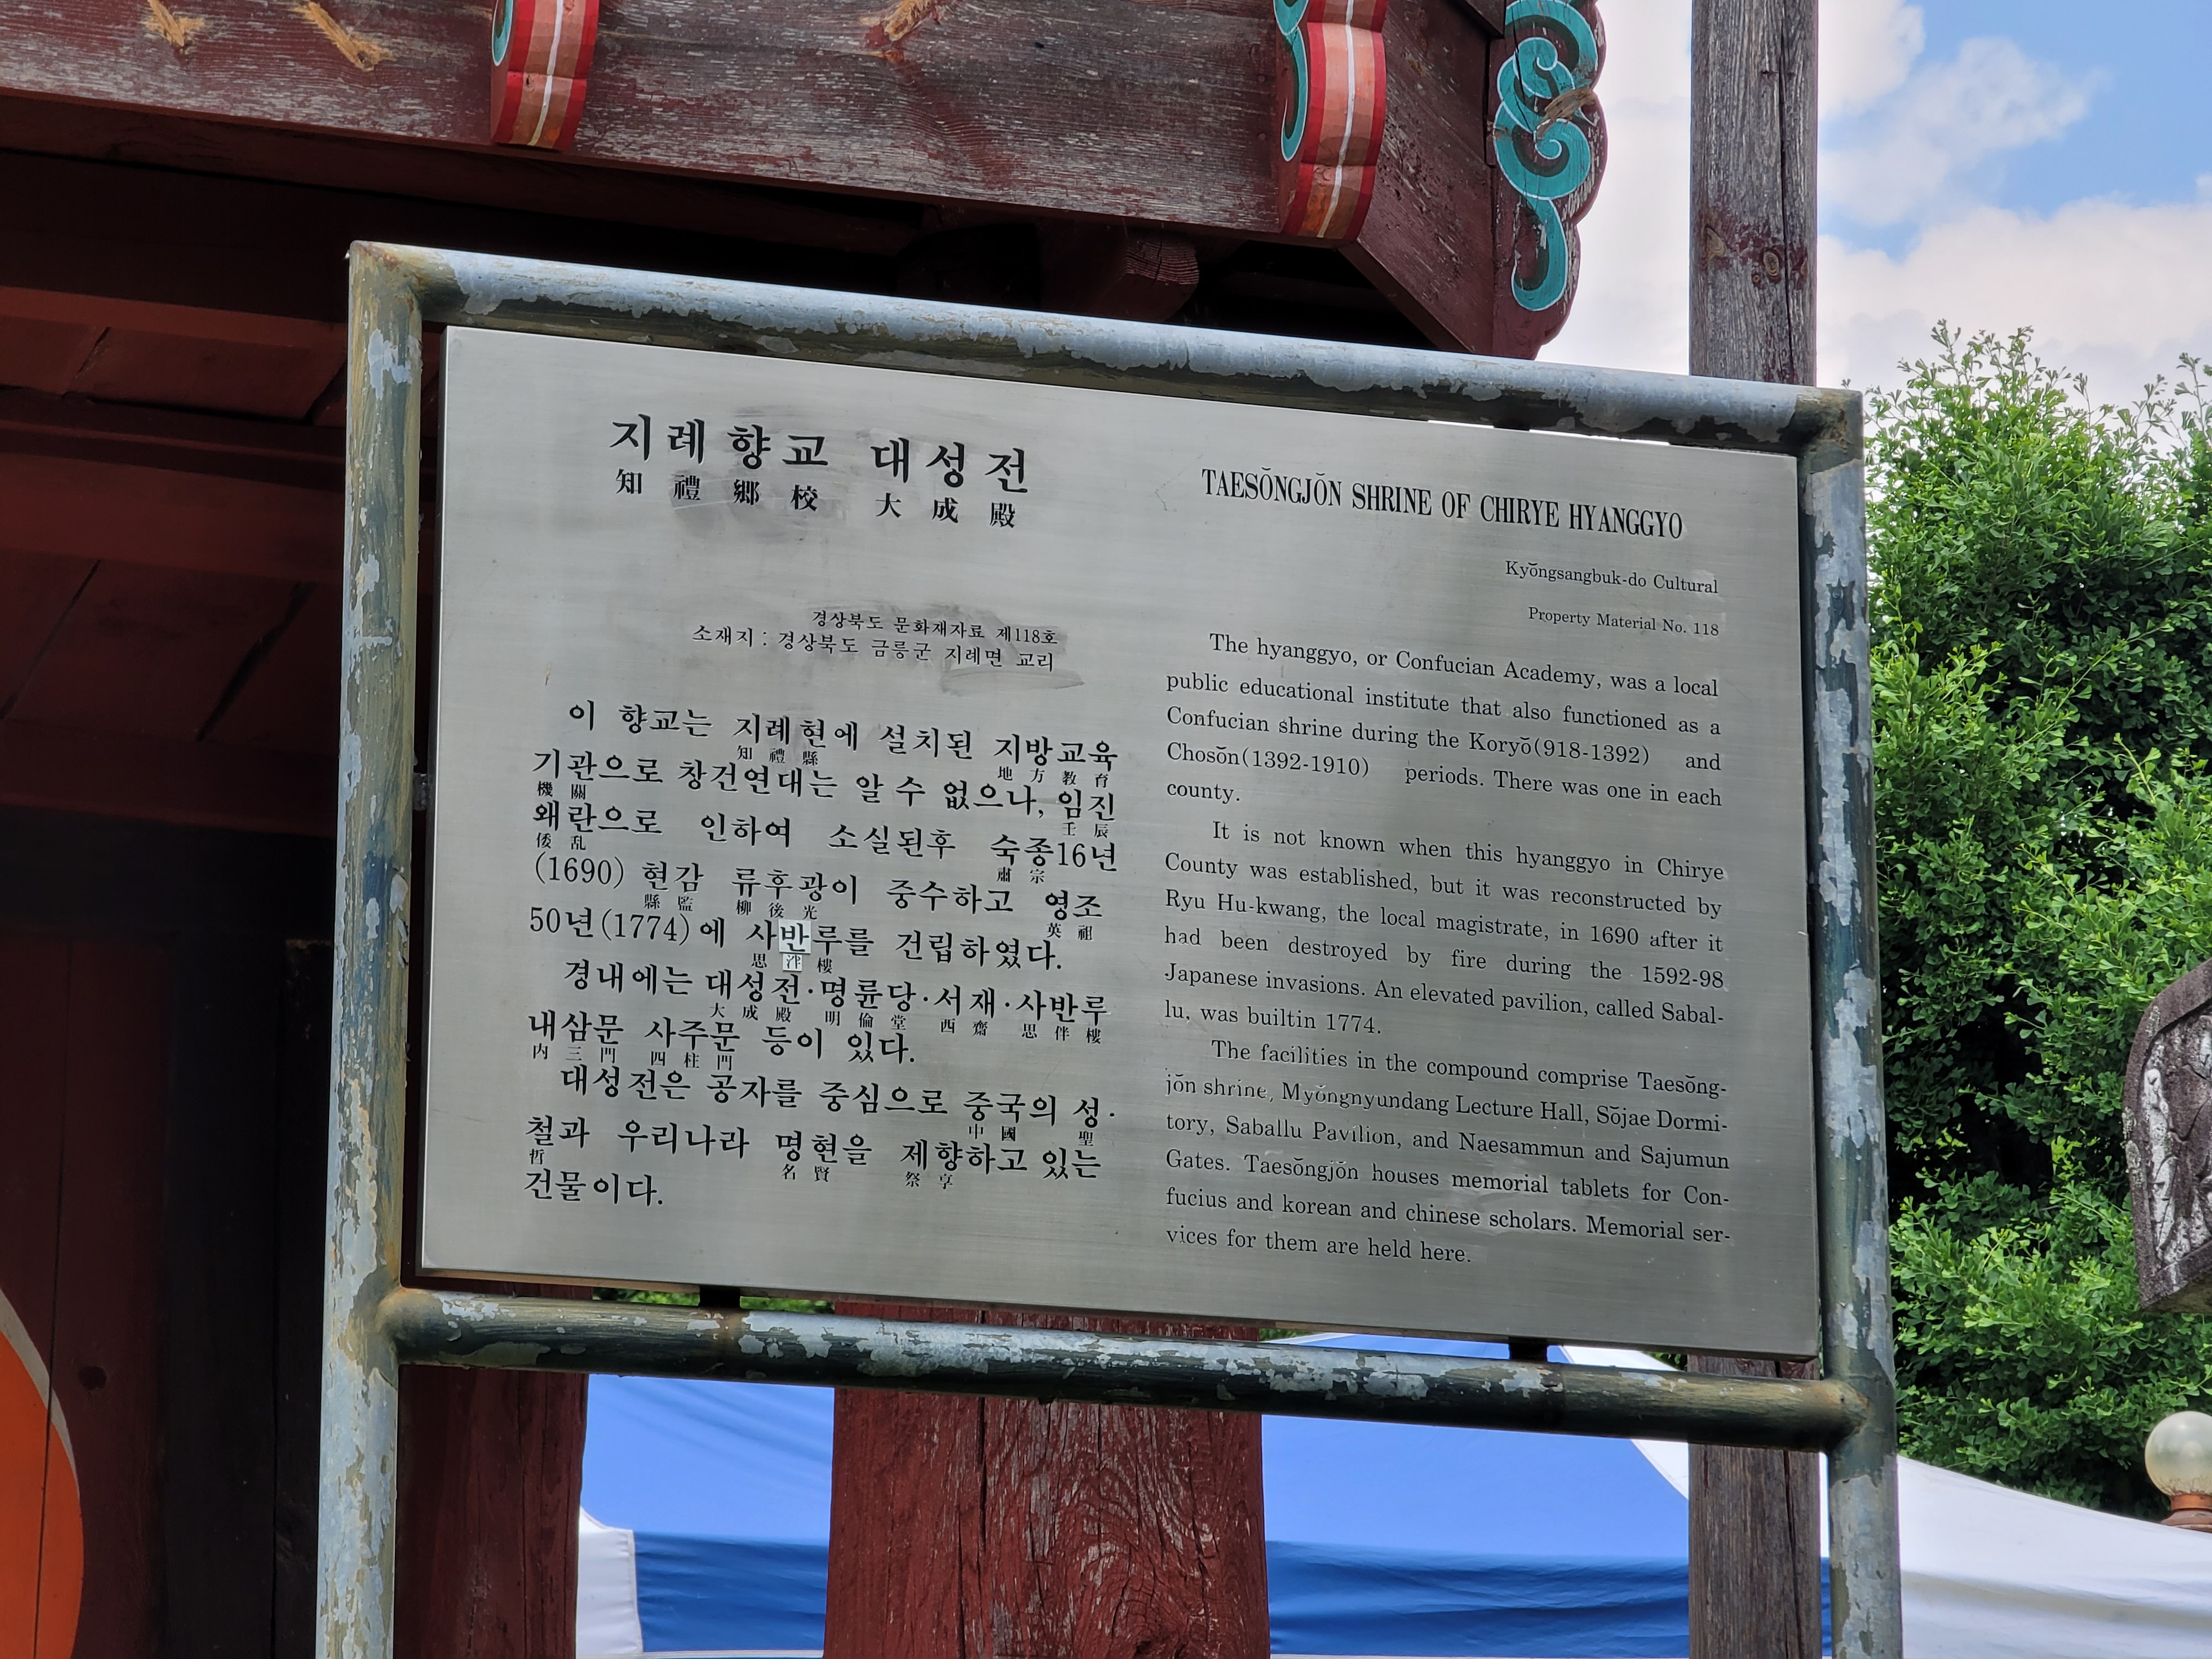 지례향교 대성전
知禮鄕校 大成殿
경상북도 문화재자료 제118호
소재지 : 경상북도 금릉군 지례면 교리
이 향교는 지례현에 설치된 지방교육
知禮縣 地方教育
기관으로 창건연대는 알 수 없으나, 임진
機關 壬辰
왜란으로 인하여 소실된후 숙종16년
倭乱 肅宗
(1690) 현감 류후광이 중수하고 영조
縣監 柳後光 英祖
50년(1774)에 사반루를 건립하였다.
思泮樓
경내에는 대성전·명륜당·서재·사반루
大成殿 明倫堂 西齋 思伴樓
내삼문 사주문 등이 있다.
内三門 四柱門
대성전은 공자를 중심으로 중국의 성·
中國 聖
철과 우리나라 명현을 제향하고 있는
哲 名賢 祭享
건물이다.
TAESŎNGJŎN SHRINE OF CHIRYE HYANGGYO
Kyŏngsangbuk-do Cultural
Property Material No. 118
The hyanggyo, or Confucian Academy, was a local
public educational institute that also functioned as a
Confucian shrine during the Koryŏ(918-1392) and
Chosŏn(1392-1910) periods. There was one in each
county.
It is not known when this hyanggyo in Chirye
County was established, but it was reconstructed by
Ryu Hu-kwang, the local magistrate, in 1690 after it
had been destroyed by fire during the 1592-98
Japanese invasions. An elevated pavilion, called Sabal-
lu, was builtin 1774.
The facilities in the compound comprise Taesŏng-
jŏn shrine, Myŏngnyundang Lecture Hall, Sŏjae Dormi-
tory, Saballu Pavilion, and Naesammun and Sajumun
Gates. Taesŏngjŏn houses memorial tablets for Con-
fucius and korean and chinese scholars. Memorial ser-
vices for them are held here.